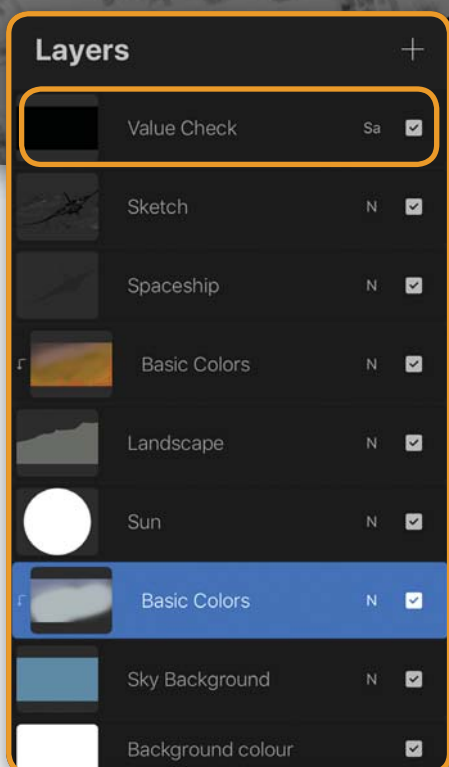 Layers
Value Check Sa
Sketch N
Spaceship N
Basic Colors N
Landscape N
Sun N
Basic Colors N
Sky Background N
Background colour